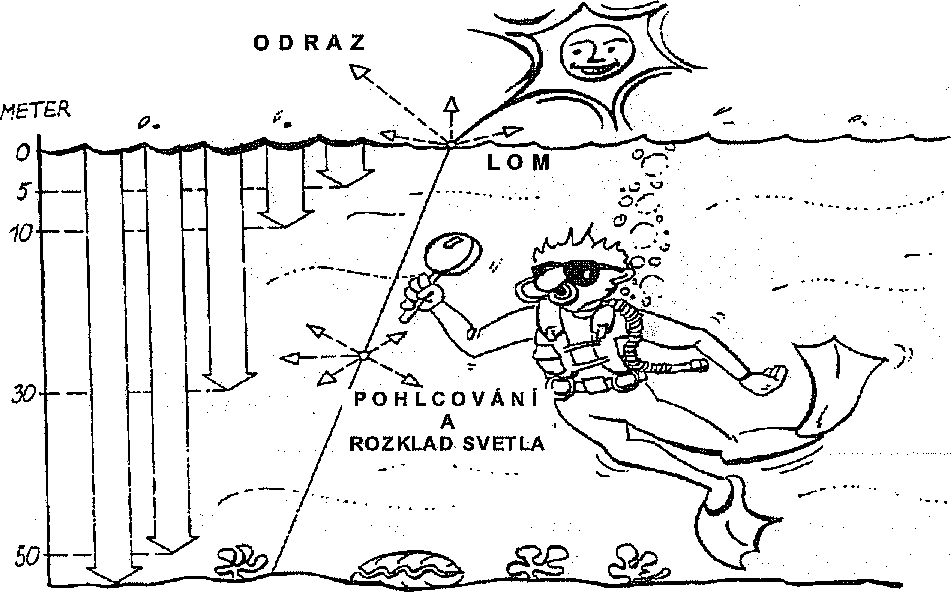 ODRAZ
METER
0
LOM
5
10
30
POHLCOVÁNÍ
A
ROZKLAD SVETLA
50